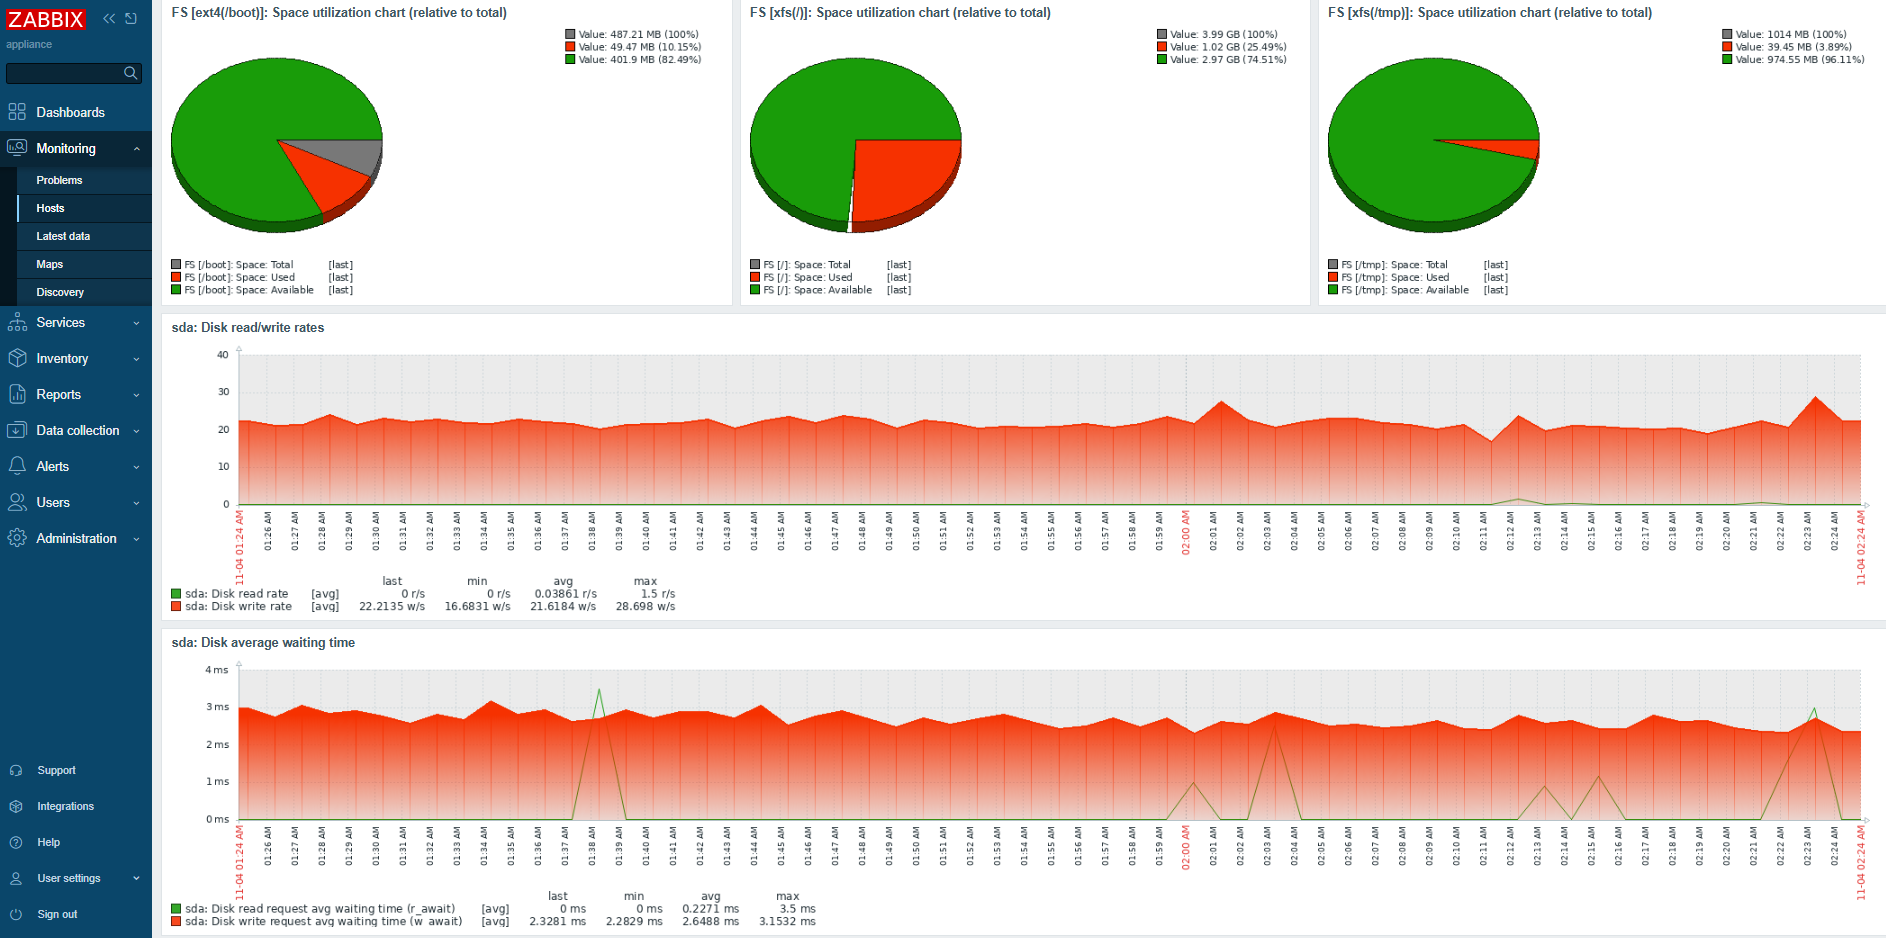 ZABBIX
appliance
Dashboards
Monitoring
Problems
Hosts
Latest data
Maps
Discovery
Services
Inventory
Reports
Data collection
Alerts
Users
Administration
Support
Integrations
Help
User settings
Sign out
FS [ext4(/boot)]: Space utilization chart (relative to total)
Value: 487.21 MB (100%)
Value: 49.47 MB (10.15%)
Value: 401.9 MB (82.49%)
FS [/boot]: Space: Total [last]
FS [/boot]: Space: Used [last]
FS [/boot]: Space: Available [last]
FS [xfs(/)]: Space utilization chart (relative to total)
Value: 3.99 GB (100%)
Value: 1.02 GB (25.49%)
Value: 2.97 GB (74.51%)
FS [/]: Space: Total [last]
FS [/]: Space: Used [last]
FS [/]: Space: Available [last]
FS [xfs(/tmp)]: Space utilization chart (relative to total)
Value: 1014 MB (100%)
Value: 39.45 MB (3.89%)
Value: 974.55 MB (96.11%)
FS [/tmp]: Space: Total [last]
FS [/tmp]: Space: Used [last]
FS [/tmp]: Space: Available [last]
sda: Disk read/write rates
40
30
20
10
0
11-04 01:24 AM 01:26 AM 01:27 AM 01:28 AM 01:29 AM 01:30 AM 01:31 AM 01:32 AM 01:33 AM 01:34 AM 01:35 AM 01:36 AM 01:37 AM 01:38 AM 01:39 AM 01:40 AM 01:41 AM 01:42 AM 01:43 AM 01:44 AM 01:45 AM 01:46 AM 01:47 AM 01:48 AM 01:49 AM 01:50 AM 01:51 AM 01:52 AM 01:53 AM 01:54 AM 01:55 AM 01:56 AM 01:57 AM 01:58 AM 01:59 AM 02:00 AM 02:01 AM 02:02 AM 02:03 AM 02:04 AM 02:05 AM 02:06 AM 02:07 AM 02:08 AM 02:09 AM 02:10 AM 02:11 AM 02:12 AM 02:13 AM 02:14 AM 02:15 AM 02:16 AM 02:17 AM 02:18 AM 02:19 AM 02:20 AM 02:21 AM 02:22 AM 02:23 AM 02:24 AM 11-04 02:24 AM
last min avg max
sda: Disk read rate [avg] 0 r/s 0 r/s 0.03861 r/s 1.5 r/s
sda: Disk write rate [avg] 22.2135 w/s 16.6831 w/s 21.6184 w/s 28.698 w/s
sda: Disk average waiting time
4 ms
3 ms
2 ms
1 ms
0 ms
11-04 01:24 AM 01:26 AM 01:27 AM 01:28 AM 01:29 AM 01:30 AM 01:31 AM 01:32 AM 01:33 AM 01:34 AM 01:35 AM 01:36 AM 01:37 AM 01:38 AM 01:39 AM 01:40 AM 01:41 AM 01:42 AM 01:43 AM 01:44 AM 01:45 AM 01:46 AM 01:47 AM 01:48 AM 01:49 AM 01:50 AM 01:51 AM 01:52 AM 01:53 AM 01:54 AM 01:55 AM 01:56 AM 01:57 AM 01:58 AM 01:59 AM 02:00 AM 02:01 AM 02:02 AM 02:03 AM 02:04 AM 02:05 AM 02:06 AM 02:07 AM 02:08 AM 02:09 AM 02:10 AM 02:11 AM 02:12 AM 02:13 AM 02:14 AM 02:15 AM 02:16 AM 02:17 AM 02:18 AM 02:19 AM 02:20 AM 02:21 AM 02:22 AM 02:23 AM 02:24 AM 11-04 02:24 AM
last min avg max
sda: Disk read request avg waiting time (r_await) [avg] 0 ms 0 ms 0.2271 ms 3.5 ms
sda: Disk write request avg waiting time (w_await) [avg] 2.3281 ms 2.2829 ms 2.6488 ms 3.1532 ms